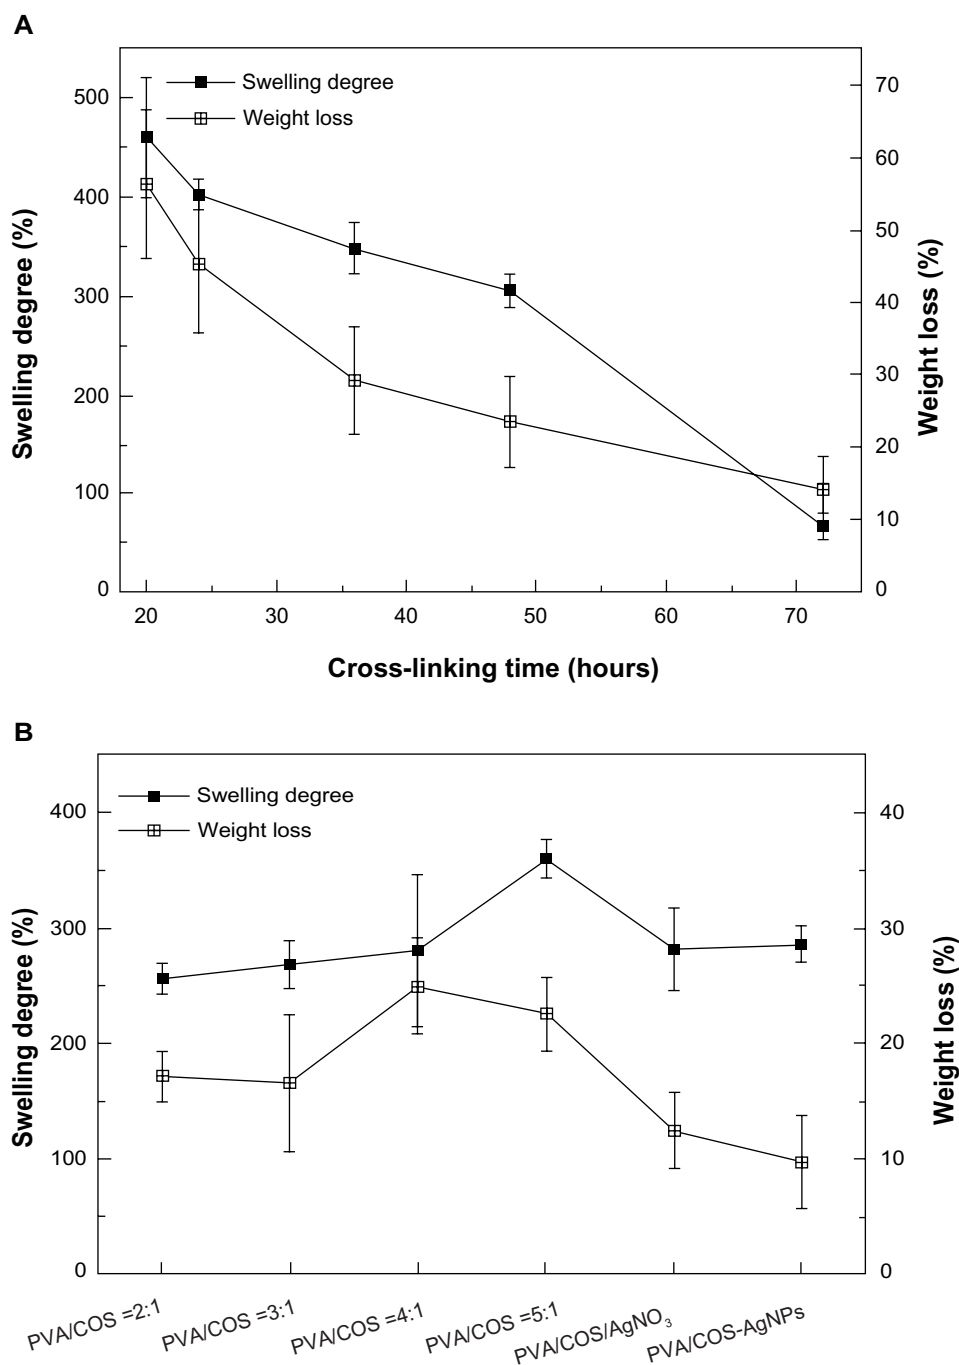 A
Swelling degree
Weight loss
500
400
300
200
100
0
Swelling degree (%)
70
60
50
40
30
20
10
0
Weight loss (%)
20 30 40 50 60 70
Cross-linking time (hours)
B
Swelling degree
Weight loss
400
300
200
100
0
Swelling degree (%)
40
30
20
10
0
Weight loss (%)
PVA/COS =2:1
PVA/COS =3:1
PVA/COS =4:1
PVA/COS =5:1
PVA/COS/AgNO₃
PVA/COS-AgNPs